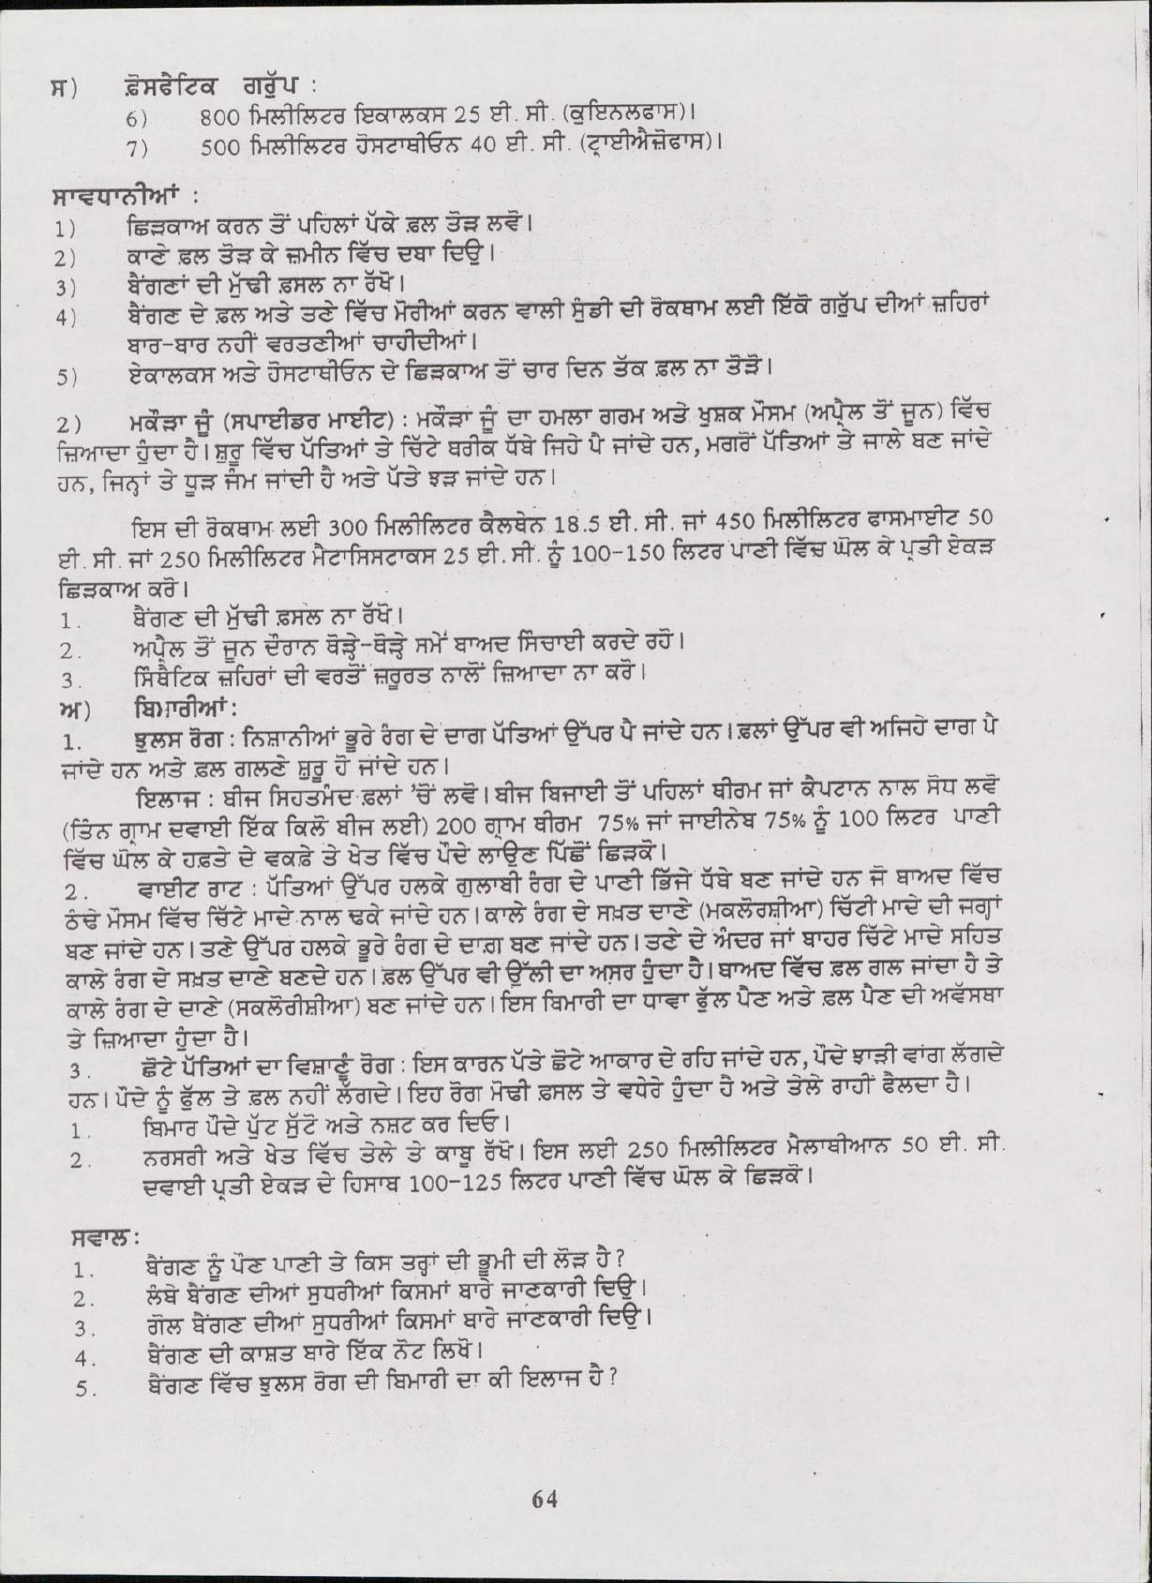 ਸ) ਫ਼ੋਸਫੈਟਿਕ ਗਰੁੱਪ :
6) 800 ਮਿਲੀਲਿਟਰ ਇਕਾਲਕਸ 25 ਈ. ਸੀ. (ਕੁਇਨਲਫਾਸ)।
7) 500 ਮਿਲੀਲਿਟਰ ਹੋਸਟਾਥੀਓਨ 40 ਈ. ਸੀ. (ਟ੍ਰਾਈਐਜ਼ੋਫਾਸ)।
ਸਾਵਧਾਨੀਆਂ :
1) ਛਿੜਕਾਅ ਕਰਨ ਤੋਂ ਪਹਿਲਾਂ ਪੱਕੇ ਫ਼ਲ ਤੋੜ ਲਵੋ।
2) ਕਾਣੇ ਫ਼ਲ ਤੋੜ ਕੇ ਜ਼ਮੀਨ ਵਿੱਚ ਦਬਾ ਦਿਉ।
3) ਬੈਂਗਣਾਂ ਦੀ ਮੁੱਢੀ ਫ਼ਸਲ ਨਾ ਰੱਖੋ।
4) ਬੈਂਗਣ ਦੇ ਫ਼ਲ ਅਤੇ ਤਣੇ ਵਿੱਚ ਮੋਰੀਆਂ ਕਰਨ ਵਾਲੀ ਸੁੰਡੀ ਦੀ ਰੋਕਥਾਮ ਲਈ ਇੱਕੋ ਗਰੁੱਪ ਦੀਆਂ ਜ਼ਹਿਰਾਂ
ਬਾਰ-ਬਾਰ ਨਹੀਂ ਵਰਤਣੀਆਂ ਚਾਹੀਦੀਆਂ।
5) ਏਕਾਲਕਸ ਅਤੇ ਹੋਸਟਾਥੀਓਨ ਦੇ ਛਿੜਕਾਅ ਤੋਂ ਚਾਰ ਦਿਨ ਤੱਕ ਫ਼ਲ ਨਾ ਤੋੜੋ।
2) ਮਕੌੜਾ ਜੂੰ (ਸਪਾਈਡਰ ਮਾਈਟ) : ਮਕੌੜਾ ਜੂੰ ਦਾ ਹਮਲਾ ਗਰਮ ਅਤੇ ਖੁਸ਼ਕ ਮੌਸਮ (ਅਪ੍ਰੈਲ ਤੋਂ ਜੂਨ) ਵਿੱਚ
ਜ਼ਿਆਦਾ ਹੁੰਦਾ ਹੈ। ਸ਼ੁਰੂ ਵਿੱਚ ਪੱਤਿਆਂ ਤੇ ਚਿੱਟੇ ਬਰੀਕ ਧੱਬੇ ਜਿਹੇ ਪੈ ਜਾਂਦੇ ਹਨ, ਮਗਰੋਂ ਪੱਤਿਆਂ ਤੇ ਜਾਲੇ ਬਣ ਜਾਂਦੇ
ਹਨ, ਜਿਨ੍ਹਾਂ ਤੇ ਧੂੜ ਜੰਮ ਜਾਂਦੀ ਹੈ ਅਤੇ ਪੱਤੇ ਝੜ ਜਾਂਦੇ ਹਨ।
ਇਸ ਦੀ ਰੋਕਥਾਮ ਲਈ 300 ਮਿਲੀਲਿਟਰ ਕੈਲਥੇਨ 18.5 ਈ. ਸੀ. ਜਾਂ 450 ਮਿਲੀਲਿਟਰ ਫਾਸਮਾਈਟ 50
ਈ. ਸੀ. ਜਾਂ 250 ਮਿਲੀਲਿਟਰ ਮੈਟਾਸਿਸਟਾਕਸ 25 ਈ. ਸੀ. ਨੂੰ 100-150 ਲਿਟਰ ਪਾਣੀ ਵਿੱਚ ਘੋਲ ਕੇ ਪ੍ਰਤੀ ਏਕੜ
ਛਿੜਕਾਅ ਕਰੋ।
1. ਬੈਂਗਣ ਦੀ ਮੁੱਢੀ ਫ਼ਸਲ ਨਾ ਰੱਖੋ।
2. ਅਪ੍ਰੈਲ ਤੋਂ ਜੂਨ ਦੌਰਾਨ ਥੋੜ੍ਹੇ-ਥੋੜ੍ਹੇ ਸਮੇਂ ਬਾਅਦ ਸਿੰਚਾਈ ਕਰਦੇ ਰਹੋ।
3. ਸਿੰਥੈਟਿਕ ਜ਼ਹਿਰਾਂ ਦੀ ਵਰਤੋਂ ਜ਼ਰੂਰਤ ਨਾਲੋਂ ਜ਼ਿਆਦਾ ਨਾ ਕਰੋ।
ਅ) ਬਿਮਾਰੀਆਂ:
1. ਝੁਲਸ ਰੋਗ : ਨਿਸ਼ਾਨੀਆਂ ਭੂਰੇ ਰੰਗ ਦੇ ਦਾਗ ਪੱਤਿਆਂ ਉੱਪਰ ਪੈ ਜਾਂਦੇ ਹਨ। ਫ਼ਲਾਂ ਉੱਪਰ ਵੀ ਅਜਿਹੇ ਦਾਗ ਪੈ
ਜਾਂਦੇ ਹਨ ਅਤੇ ਫ਼ਲ ਗਲਣੇ ਸ਼ੁਰੂ ਹੋ ਜਾਂਦੇ ਹਨ।
ਇਲਾਜ : ਬੀਜ ਸਿਹਤਮੰਦ ਫ਼ਲਾਂ 'ਚੋਂ ਲਵੋ। ਬੀਜ ਬਿਜਾਈ ਤੋਂ ਪਹਿਲਾਂ ਥੀਰਮ ਜਾਂ ਕੈਪਟਾਨ ਨਾਲ ਸੋਧ ਲਵੋ
(ਤਿੰਨ ਗ੍ਰਾਮ ਦਵਾਈ ਇੱਕ ਕਿਲੋ ਬੀਜ ਲਈ) 200 ਗ੍ਰਾਮ ਥੀਰਮ 75% ਜਾਂ ਜਾਈਨੇਬ 75% ਨੂੰ 100 ਲਿਟਰ ਪਾਣੀ
ਵਿੱਚ ਘੋਲ ਕੇ ਹਫ਼ਤੇ ਦੇ ਵਕਫ਼ੇ ਤੇ ਖੇਤ ਵਿੱਚ ਪੌਦੇ ਲਾਉਣ ਪਿੱਛੋਂ ਛਿੜਕੋ।
2. ਵਾਈਟ ਰਾਟ : ਪੱਤਿਆਂ ਉੱਪਰ ਹਲਕੇ ਗੁਲਾਬੀ ਰੰਗ ਦੇ ਪਾਣੀ ਭਿੱਜੇ ਧੱਬੇ ਬਣ ਜਾਂਦੇ ਹਨ ਜੋ ਬਾਅਦ ਵਿੱਚ
ਠੰਢੇ ਮੌਸਮ ਵਿੱਚ ਚਿੱਟੇ ਮਾਦੇ ਨਾਲ ਢਕੇ ਜਾਂਦੇ ਹਨ। ਕਾਲੇ ਰੰਗ ਦੇ ਸਖ਼ਤ ਦਾਣੇ (ਮਕਲੋਰਸ਼ੀਆ) ਚਿੱਟੀ ਮਾਦੇ ਦੀ ਜਗ੍ਹਾਂ
ਬਣ ਜਾਂਦੇ ਹਨ। ਤਣੇ ਉੱਪਰ ਹਲਕੇ ਭੂਰੇ ਰੰਗ ਦੇ ਦਾਗ਼ ਬਣ ਜਾਂਦੇ ਹਨ। ਤਣੇ ਦੇ ਅੰਦਰ ਜਾਂ ਬਾਹਰ ਚਿੱਟੇ ਮਾਦੇ ਸਹਿਤ
ਕਾਲੇ ਰੰਗ ਦੇ ਸਖ਼ਤ ਦਾਣੇ ਬਣਦੇ ਹਨ। ਫ਼ਲ ਉੱਪਰ ਵੀ ਉੱਲੀ ਦਾ ਅਸਰ ਹੁੰਦਾ ਹੈ। ਬਾਅਦ ਵਿੱਚ ਫ਼ਲ ਗਲ ਜਾਂਦਾ ਹੈ ਤੇ
ਕਾਲੇ ਰੰਗ ਦੇ ਦਾਣੇ (ਸਕਲੋਰੀਸ਼ੀਆ) ਬਣ ਜਾਂਦੇ ਹਨ। ਇਸ ਬਿਮਾਰੀ ਦਾ ਧਾਵਾ ਫੁੱਲ ਪੈਣ ਅਤੇ ਫ਼ਲ ਪੈਣ ਦੀ ਅਵੱਸਥਾ
ਤੇ ਜ਼ਿਆਦਾ ਹੁੰਦਾ ਹੈ।
3. ਛੋਟੇ ਪੱਤਿਆਂ ਦਾ ਵਿਸ਼ਾਣੂੰ ਰੋਗ : ਇਸ ਕਾਰਨ ਪੱਤੇ ਛੋਟੇ ਆਕਾਰ ਦੇ ਰਹਿ ਜਾਂਦੇ ਹਨ, ਪੌਦੇ ਝਾੜੀ ਵਾਂਗ ਲੱਗਦੇ
ਹਨ। ਪੌਦੇ ਨੂੰ ਫੁੱਲ ਤੇ ਫ਼ਲ ਨਹੀਂ ਲੱਗਦੇ। ਇਹ ਰੋਗ ਮੋਢੀ ਫ਼ਸਲ ਤੇ ਵਧੇਰੇ ਹੁੰਦਾ ਹੈ ਅਤੇ ਤੇਲੇ ਰਾਹੀਂ ਫੈਲਦਾ ਹੈ।
1. ਬਿਮਾਰ ਪੌਦੇ ਪੁੱਟ ਸੁੱਟੋ ਅਤੇ ਨਸ਼ਟ ਕਰ ਦਿਓ।
2. ਨਰਸਰੀ ਅਤੇ ਖੇਤ ਵਿੱਚ ਤੇਲੇ ਤੇ ਕਾਬੂ ਰੱਖੋ। ਇਸ ਲਈ 250 ਮਿਲੀਲਿਟਰ ਮੈਲਾਥੀਆਨ 50 ਈ. ਸੀ.
ਦਵਾਈ ਪ੍ਰਤੀ ਏਕੜ ਦੇ ਹਿਸਾਬ 100-125 ਲਿਟਰ ਪਾਣੀ ਵਿੱਚ ਘੋਲ ਕੇ ਛਿੜਕੋ।
ਸਵਾਲ:
1. ਬੈਂਗਣ ਨੂੰ ਪੌਣ ਪਾਣੀ ਤੇ ਕਿਸ ਤਰ੍ਹਾਂ ਦੀ ਭੂਮੀ ਦੀ ਲੋੜ ਹੈ?
2. ਲੰਬੇ ਬੈਂਗਣ ਦੀਆਂ ਸੁਧਰੀਆਂ ਕਿਸਮਾਂ ਬਾਰੇ ਜਾਣਕਾਰੀ ਦਿਉ।
3. ਗੋਲ ਬੈਂਗਣ ਦੀਆਂ ਸੁਧਰੀਆਂ ਕਿਸਮਾਂ ਬਾਰੇ ਜਾਣਕਾਰੀ ਦਿਉ।
4. ਬੈਂਗਣ ਦੀ ਕਾਸ਼ਤ ਬਾਰੇ ਇੱਕ ਨੋਟ ਲਿਖੋ।
5. ਬੈਂਗਣ ਵਿੱਚ ਝੁਲਸ ਰੋਗ ਦੀ ਬਿਮਾਰੀ ਦਾ ਕੀ ਇਲਾਜ ਹੈ?
64